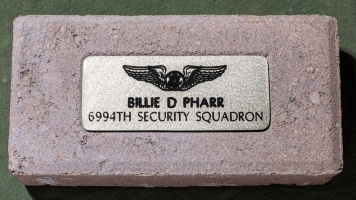 BILLIE D PHARR
6994TH SECURITY SQUADRON